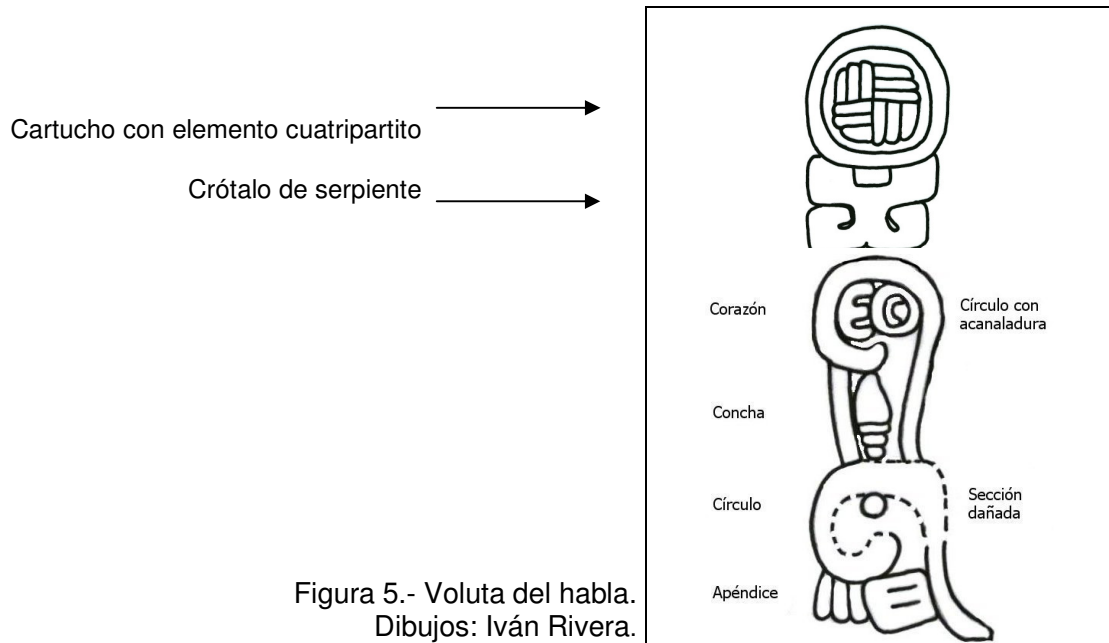 Cartucho con elemento cuatripartito
Crótalo de serpiente
Corazón
Círculo con
acanaladura
Concha
Círculo
Sección
dañada
Apéndice
Figura 5.- Voluta del habla.
Dibujos: Iván Rivera.